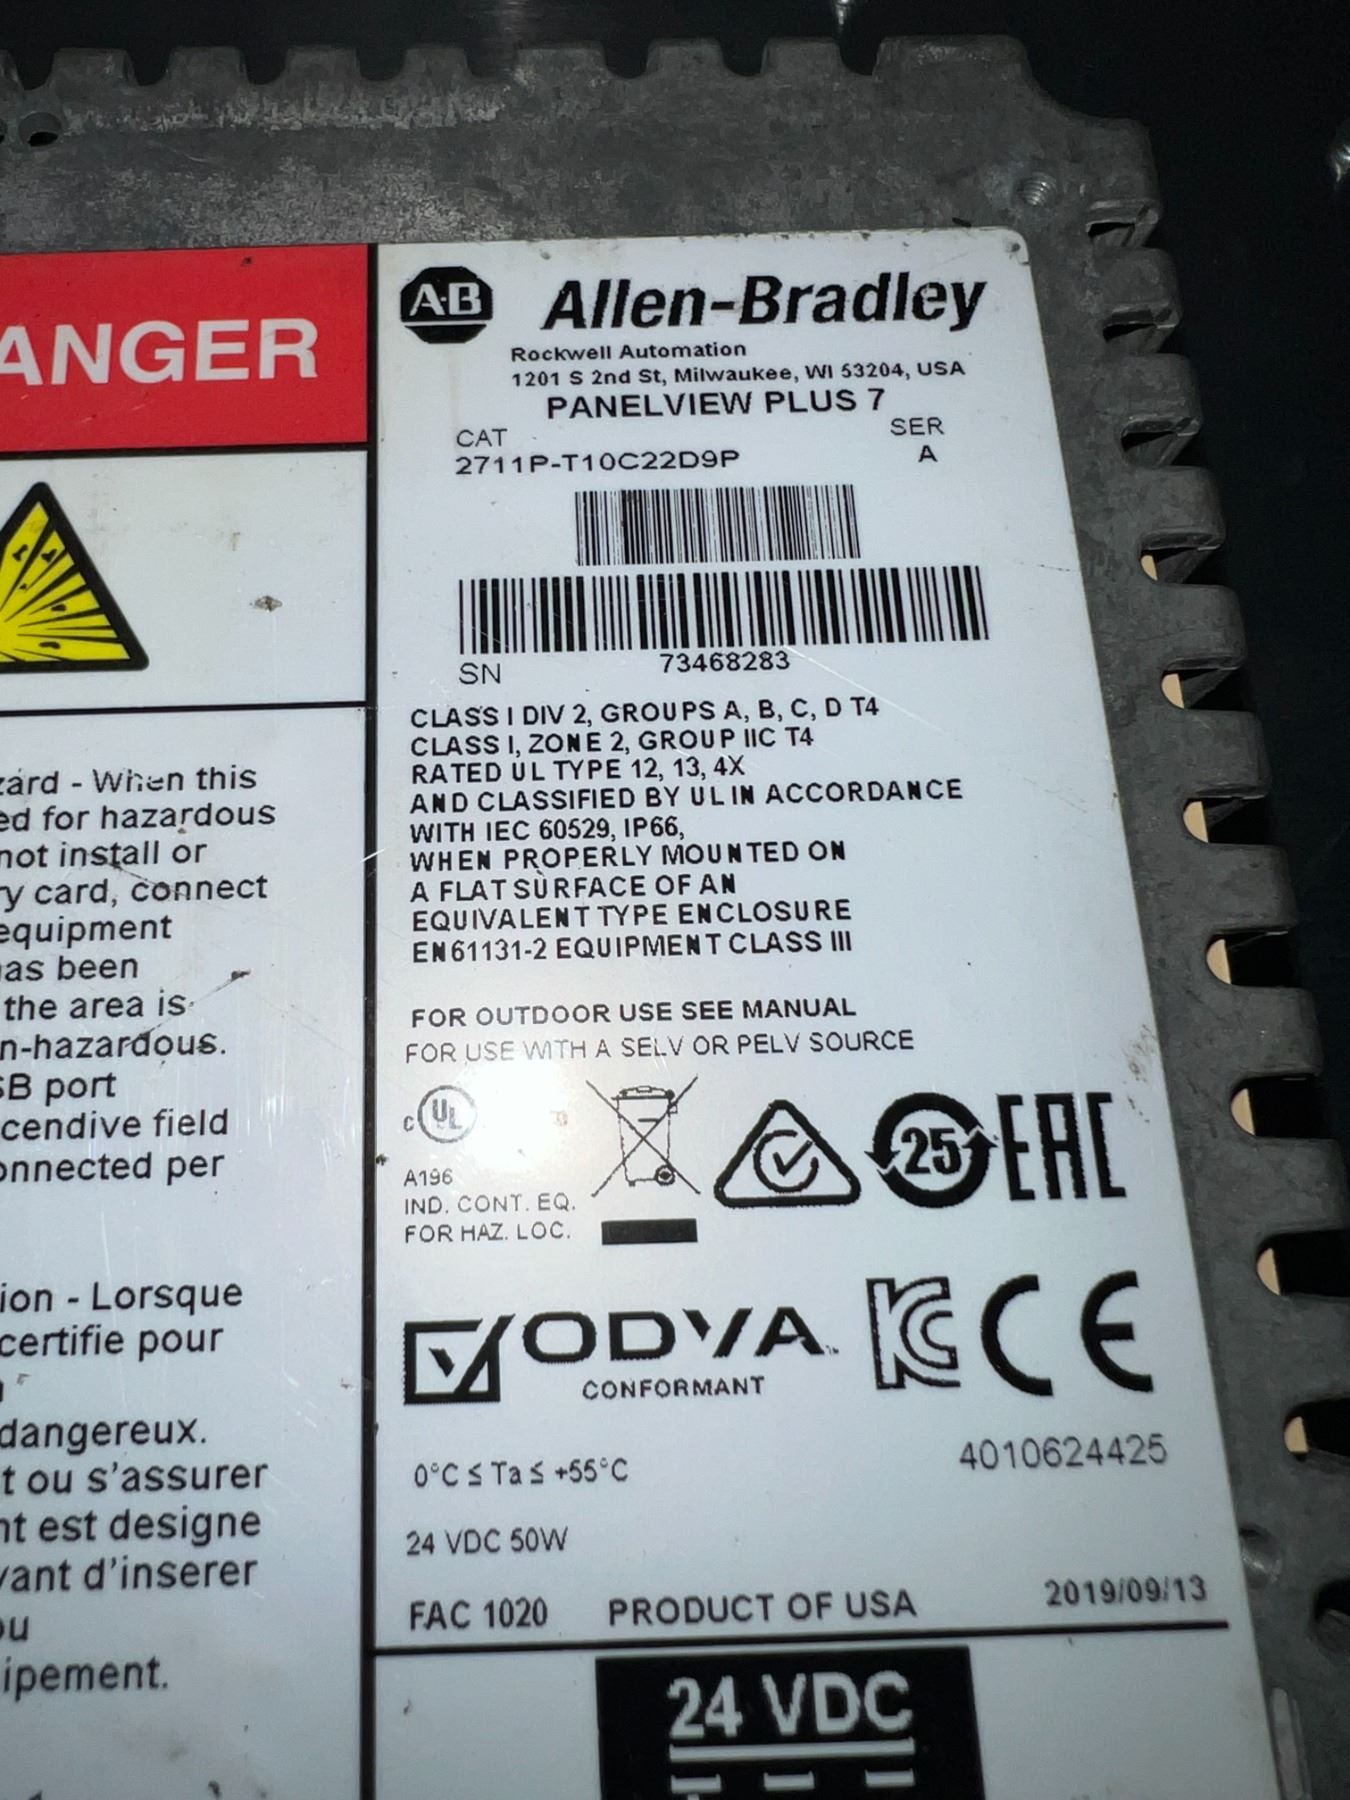 ANGER
zard - When this
ed for hazardous
not install or
ry card, connect
equipment
as been
the area is
n-hazardous.
SB port
cendive field
onnected per
ion - Lorsque
certifie pour
dangereux.
t ou s'assurer
nt est designe
vant d'inserer
ou
ipement.
A-B Allen-Bradley
Rockwell Automation
1201 S 2nd St, Milwaukee, WI 53204, USA
PANELVIEW PLUS 7
CAT SER
2711P-T10C22D9P A
SN 73468283
CLASS I DIV 2, GROUPS A, B, C, D T4
CLASS I, ZONE 2, GROUP IIC T4
RATED UL TYPE 12, 13, 4X
AND CLASSIFIED BY UL IN ACCORDANCE
WITH IEC 60529, IP66,
WHEN PROPERLY MOUNTED ON
A FLAT SURFACE OF AN
EQUIVALENT TYPE ENCLOSURE
EN61131-2 EQUIPMENT CLASS III
FOR OUTDOOR USE SEE MANUAL
FOR USE WITH A SELV OR PELV SOURCE
c UL 25 EAC
A196
IND. CONT. EQ.
FOR HAZ. LOC.
ODVA KC CE
CONFORMANT
4010624425
0°C ≤ Ta ≤ +55°C
24 VDC 50W
FAC 1020 PRODUCT OF USA 2019/09/13
24 VDC